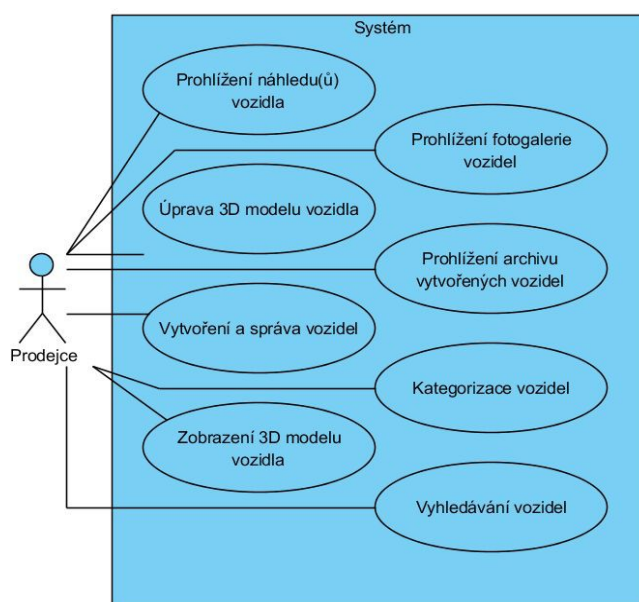 Systém
Prohlížení náhledu(ů)
vozidla
Prohlížení fotogalerie
vozidel
Úprava 3D modelu vozidla
Prohlížení archivu
vytvořených vozidel
Vytvoření a správa vozidel
Prodejce
Kategorizace vozidel
Zobrazení 3D modelu
vozidla
Vyhledávání vozidel